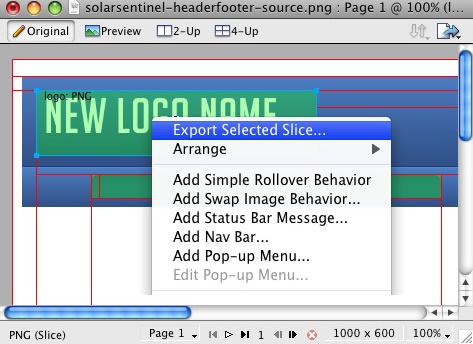 solarsentinel-headerfooter-source.png : Page 1 @ 100% (l...
Original Preview 2-Up 4-Up
logo: PNG
NEW LOGO NAME
Export Selected Slice...
Arrange
Add Simple Rollover Behavior
Add Swap Image Behavior...
Add Status Bar Message...
Add Nav Bar...
Add Pop-up Menu...
Edit Pop-up Menu...
PNG (Slice) Page 1 1 1000 x 600 100%